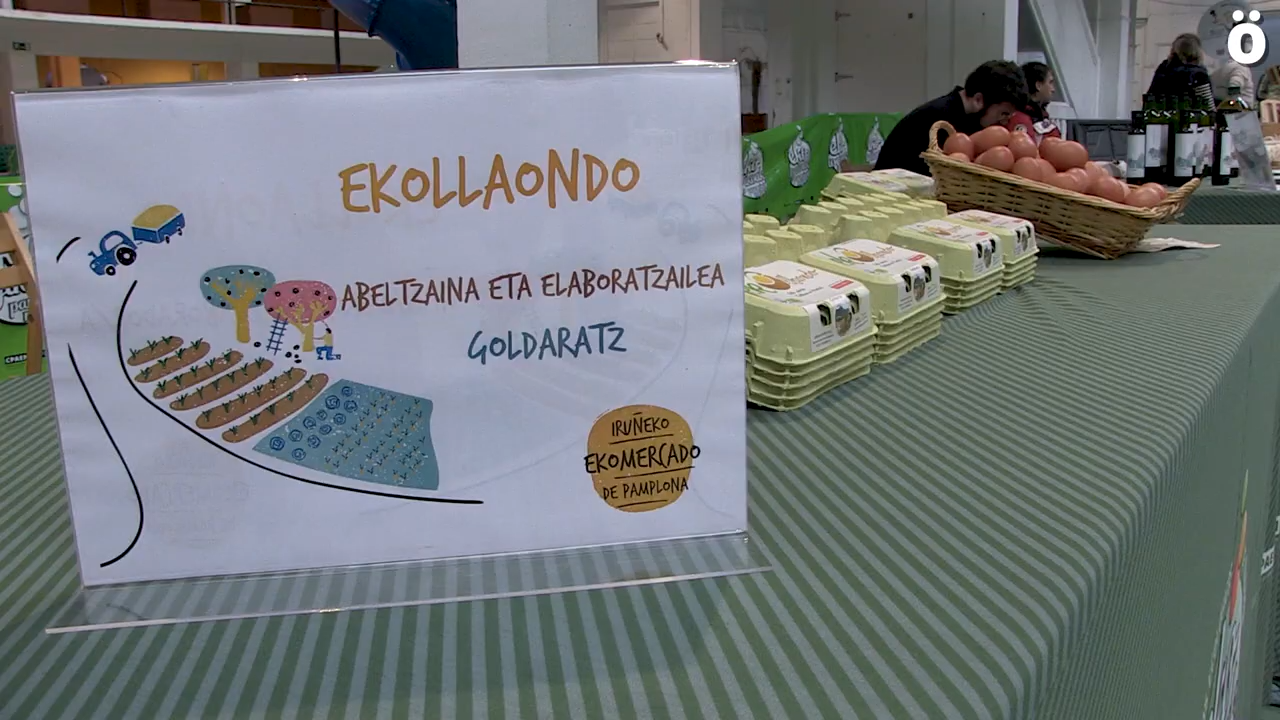 ö
EKOLLAONDO
ABELTZAINA ETA ELABORATZAILEA
GOLDARATZ
IRUÑEKO
EKOMERCADO
DE PAMPLONA